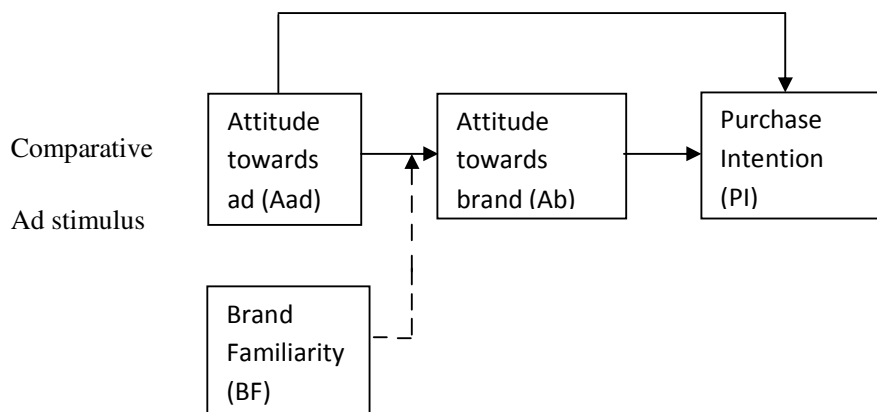 Comparative
Ad stimulus
Attitude
towards
ad (Aad)
Attitude
towards
brand (Ab)
Purchase
Intention
(PI)
Brand
Familiarity
(BF)